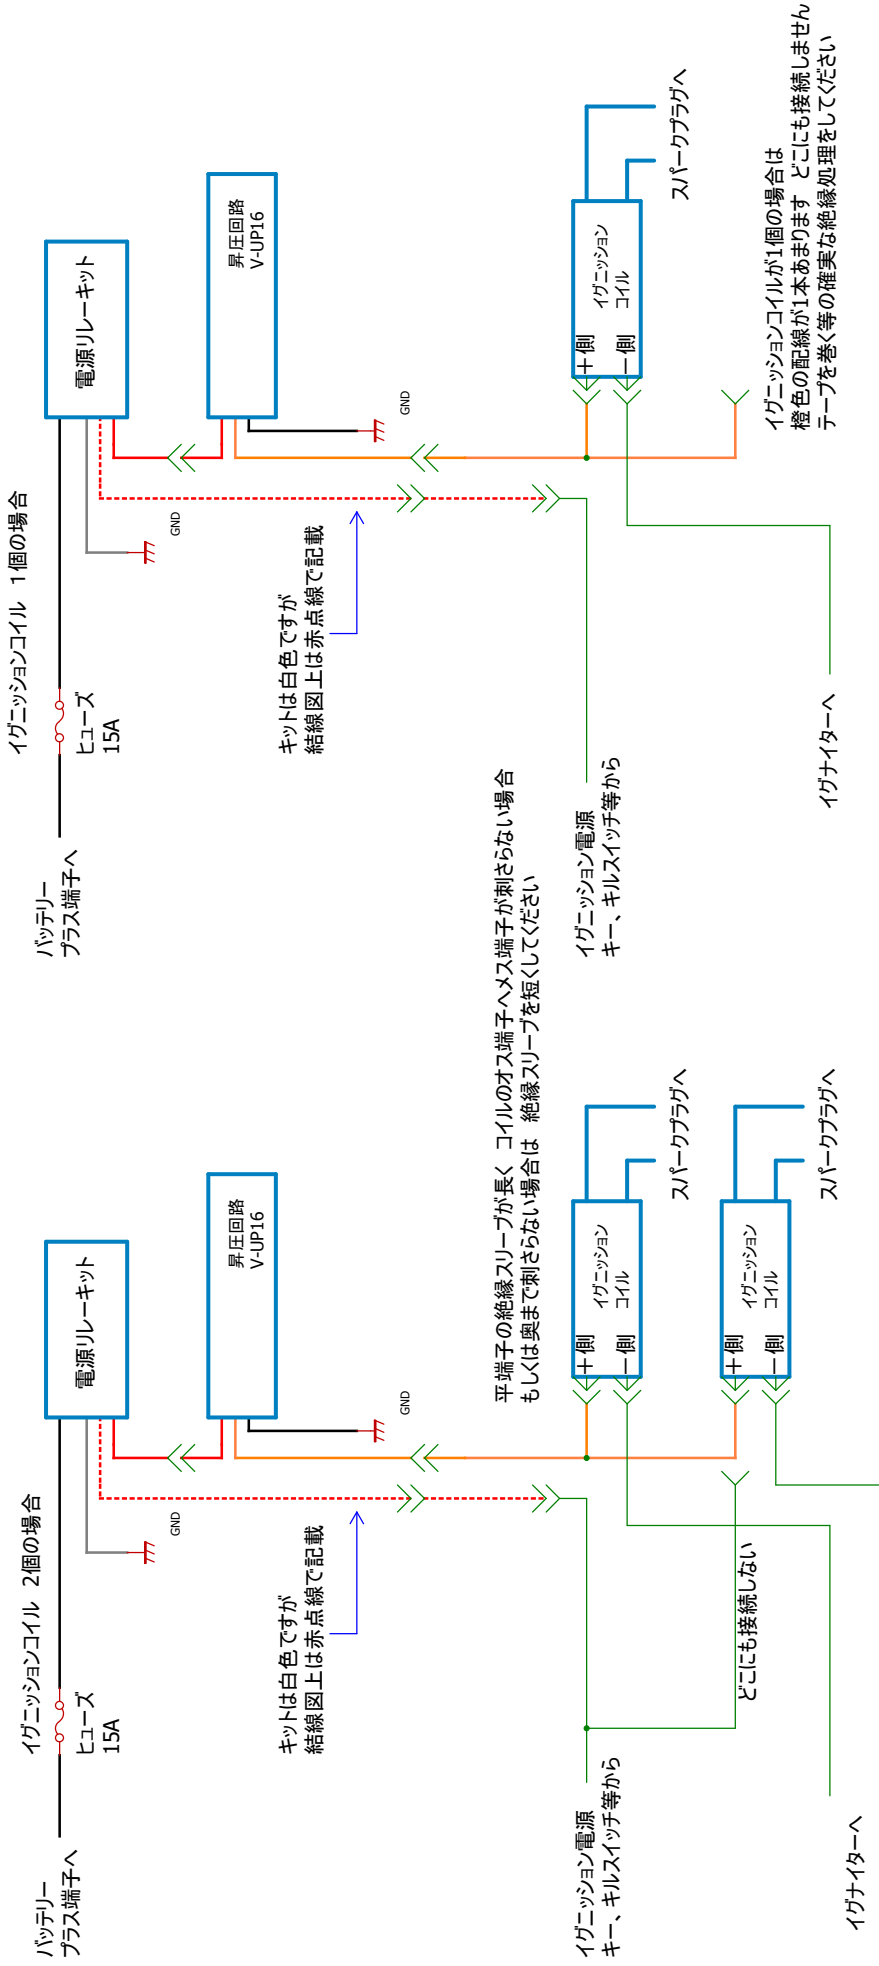 イグニッションコイル 2個の場合
バッテリー
プラス端子へ
ヒューズ
15A
電源リレーキット
GND
昇圧回路
V-UP16
GND
キットは白色ですが
結線図上は赤点線で記載
イグニッション電源
キー、キルスイッチ等から
どこにも接続しない
イグナイターへ
+側
-側
イグニッション
コイル
スパークプラグへ
+側
-側
イグニッション
コイル
スパークプラグへ
平端子の絶縁スリーブが長く コイルのオス端子へメス端子が刺さらない場合
もしくは奥まで刺さらない場合は 絶縁スリーブを短くしてください
イグニッションコイル 1個の場合
バッテリー
プラス端子へ
ヒューズ
15A
電源リレーキット
GND
昇圧回路
V-UP16
GND
キットは白色ですが
結線図上は赤点線で記載
イグニッション電源
キー、キルスイッチ等から
イグナイターへ
+側
-側
イグニッション
コイル
スパークプラグへ
イグニッションコイルが1個の場合は
橙色の配線が1本あまります どこにも接続しません
テープを巻く等の確実な絶縁処理をしてください